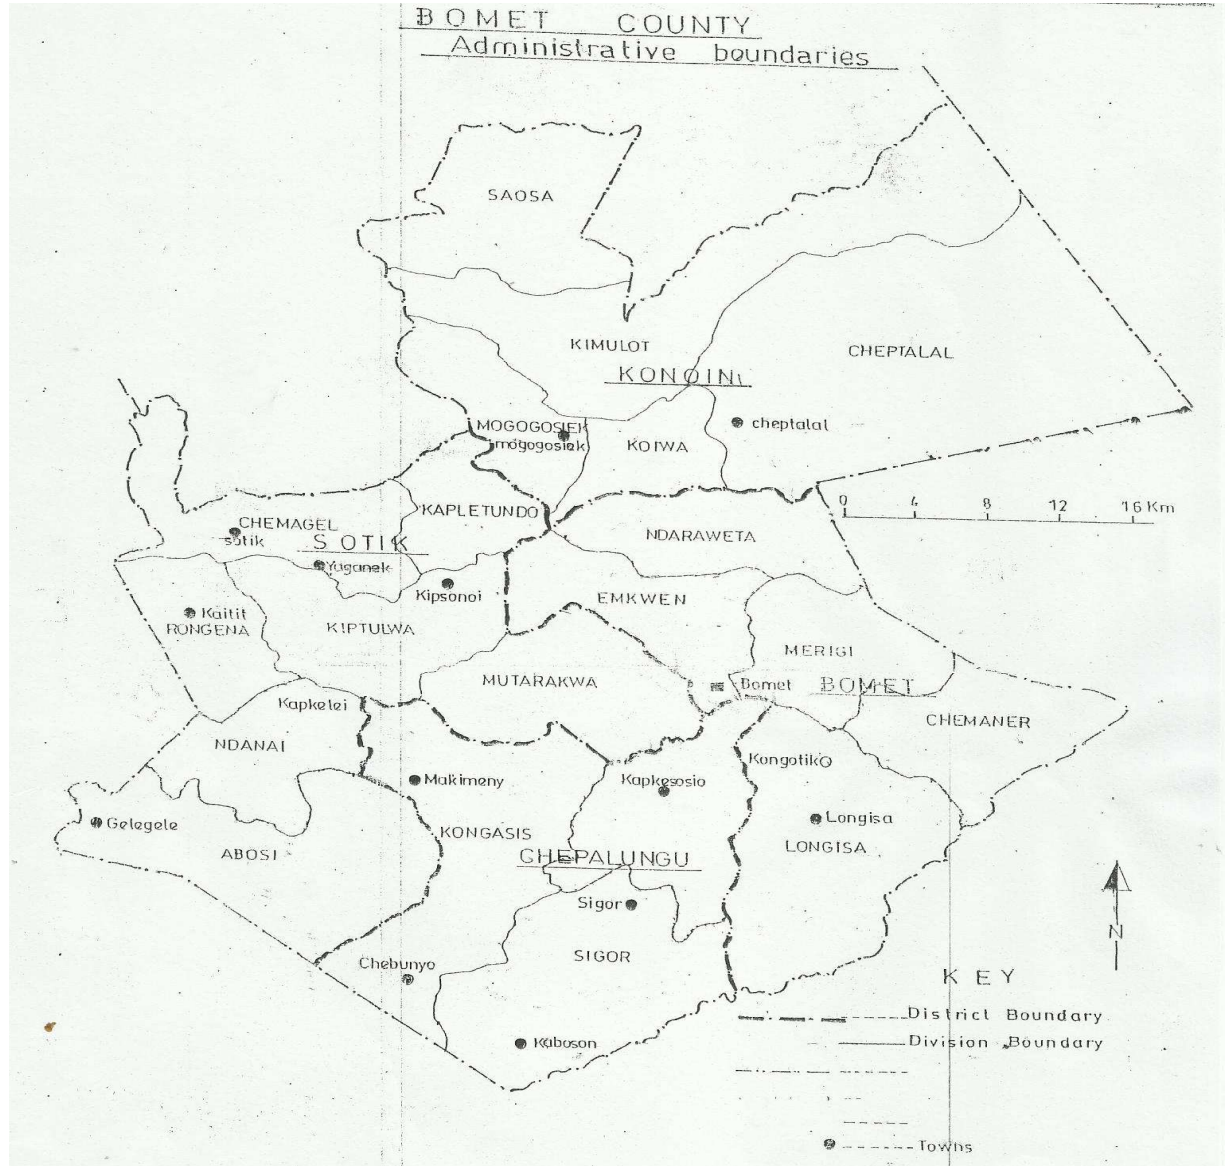 BOMET COUNTY
Administrative boundaries
SAOSA
KIMULOT
CHEPTALAL
KONOIN
MOGOGOSIEK
mogogosiek
KOIWA
cheptalal
0 4 8 12 16 Km
KAPLETUNDO
CHEMAGEL
sotik
SOTIK
NDARAWETA
Yaganek
Kipsonoi
EMKWEN
Kaitit
RONGENA
KIPTULWA
MERIGI
MUTARAKWA
Bomet
BOMET
Kapkelei
CHEMANER
NDANAI
Kongotik
Makimeny
Kapkesosio
Gelegele
Longisa
KONGASIS
LONGISA
ABOSI
CHEPALUNGU
Sigor
N
SIGOR
Chebunyo
KEY
District Boundary
Division Boundary
Kaboson
Towns